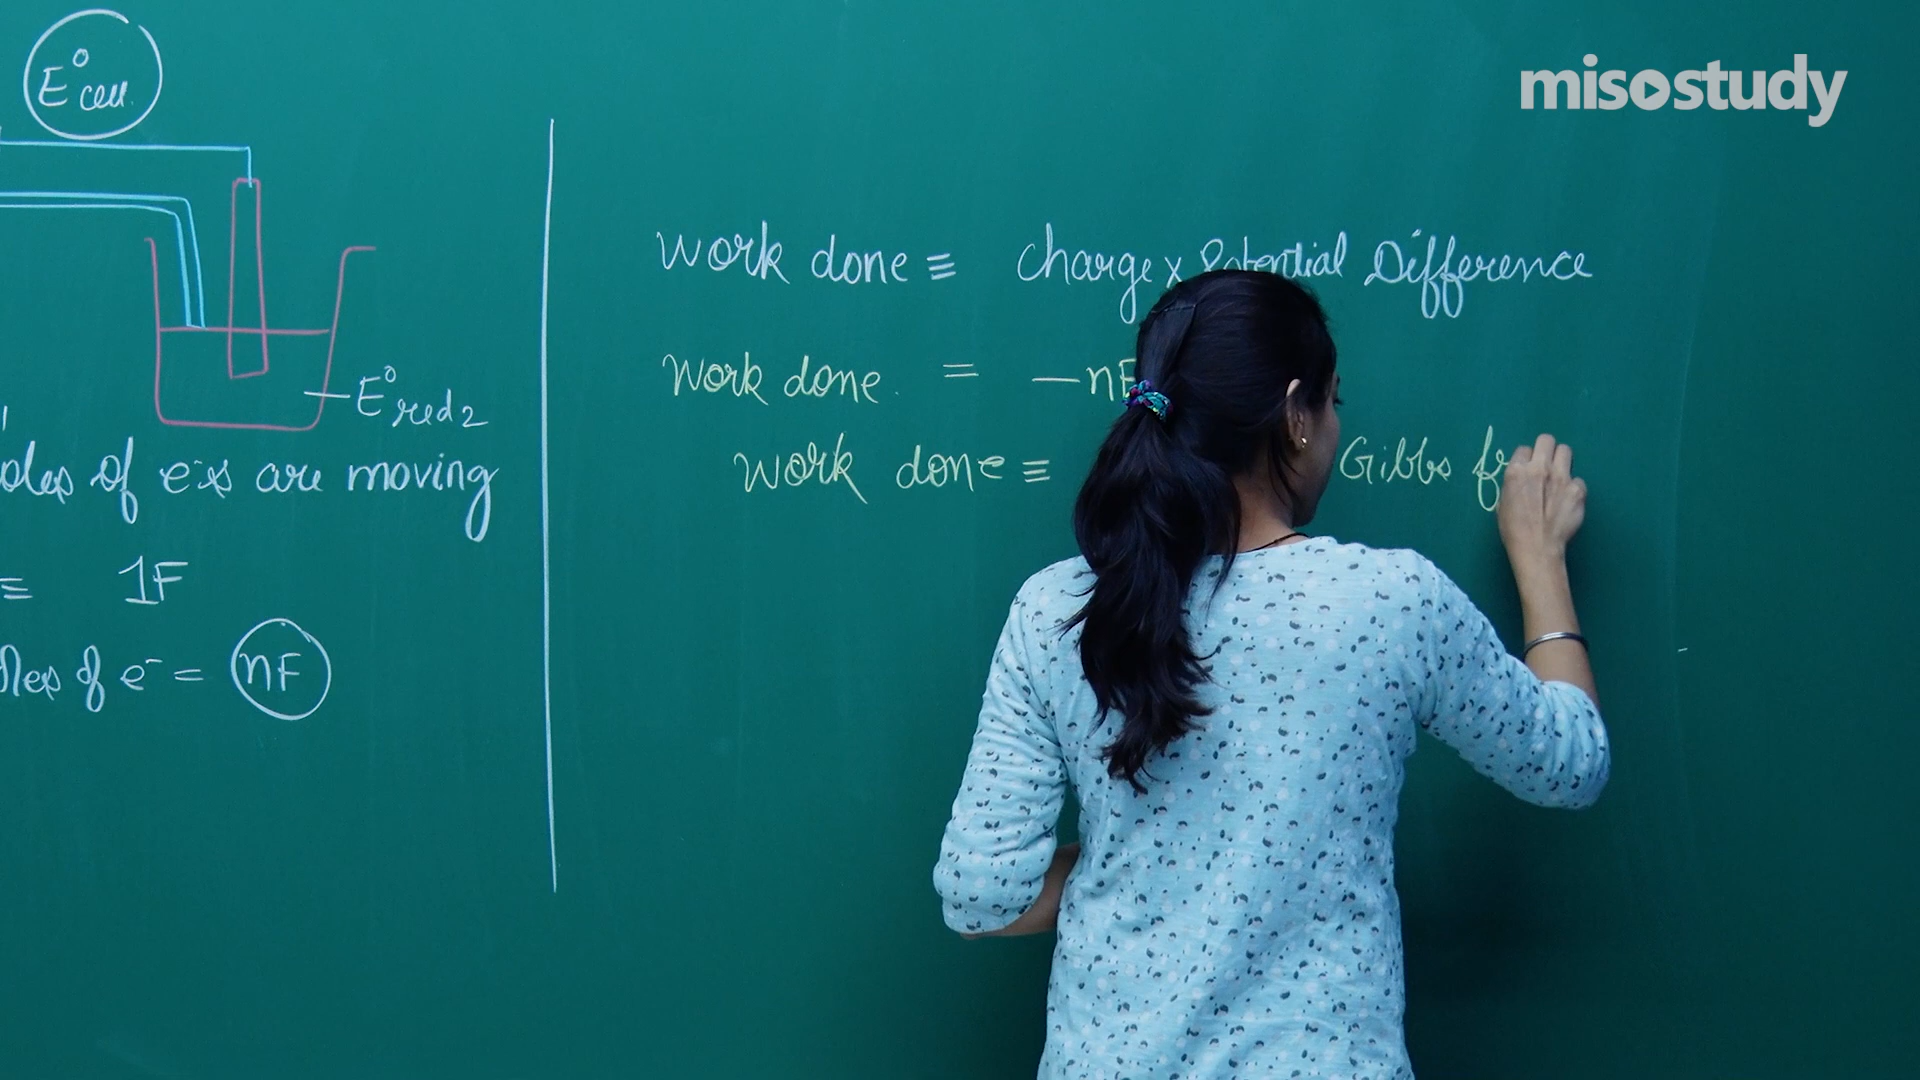 misostudy
E°cell
E°red2
oles of e⁻s are moving
≡ 1F
les of e⁻ = nF
Work done ≡ Charge x Potential Difference
Work done = -nF
Work done ≡ Gibbs fr